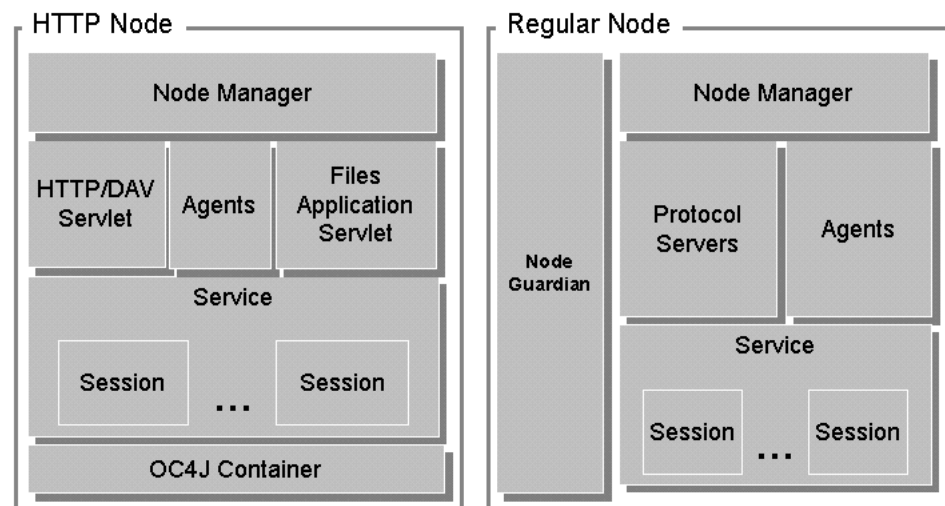 HTTP Node
Node Manager
HTTP/DAV
Servlet
Agents
Files
Application
Servlet
Service
Session
...
Session
OC4J Container
Regular Node
Node
Guardian
Node Manager
Protocol
Servers
Agents
Service
Session
...
Session